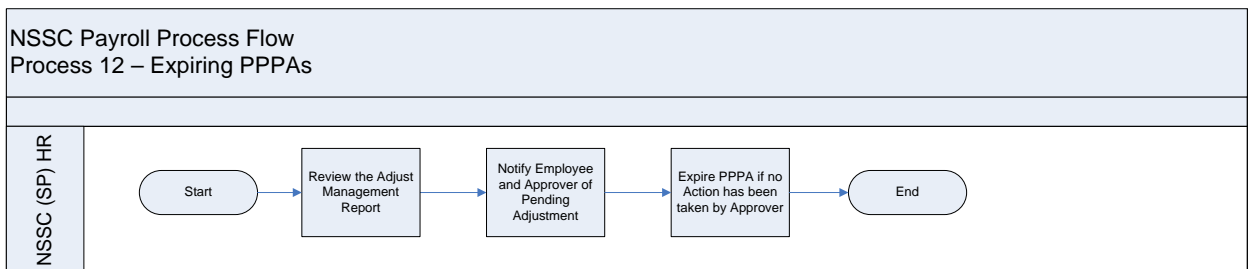 NSSC Payroll Process Flow
Process 12 – Expiring PPPAs
NSSC (SP) HR
Start
Review the Adjust
Management
Report
Notify Employee
and Approver of
Pending
Adjustment
Expire PPPA if no
Action has been
taken by Approver
End